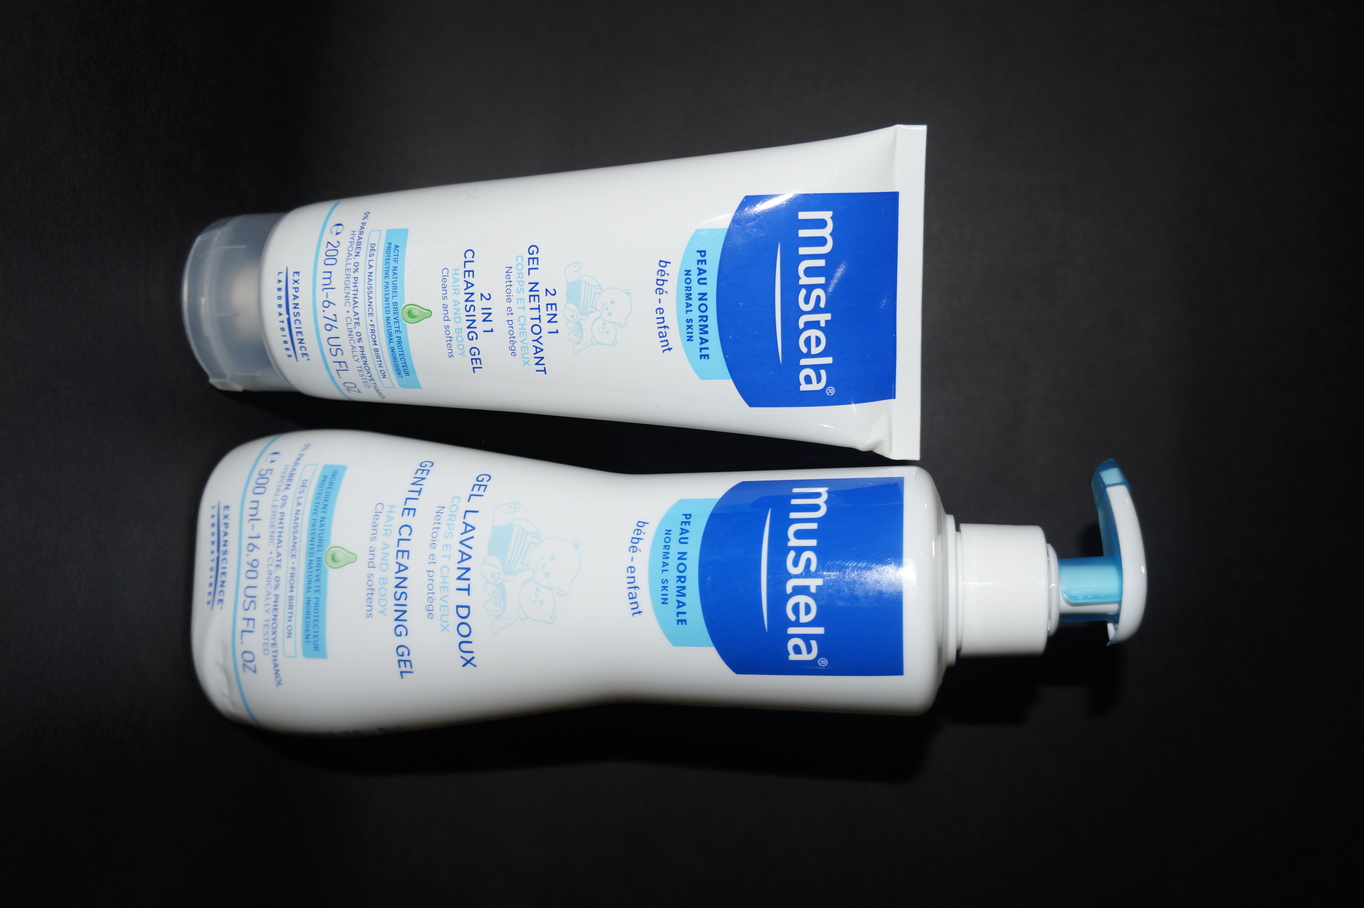 mustela®
PEAU NORMALE
NORMAL SKIN
bébé-enfant
2 EN 1
GEL NETTOYANT
CORPS ET CHEVEUX
Nettoie et protège
2 IN 1
CLEANSING GEL
HAIR AND BODY
Cleans and softens
ACTIF NATUREL BREVETÉ PROTECTEUR
PROTECTIVE PATENTED NATURAL INGREDIENT
DÈS LA NAISSANCE • FROM BIRTH ON
0% PARABEN, 0% PHTHALATE, 0% PHENOXYETHANOL
HYPOALLERGENIC • CLINICALLY TESTED
℮ 200 ml-6.76 US FL. OZ
EXPANSCIENCE®
LABORATOIRES
mustela®
PEAU NORMALE
NORMAL SKIN
bébé-enfant
GEL LAVANT DOUX
CORPS ET CHEVEUX
Nettoie et protège
GENTLE CLEANSING GEL
HAIR AND BODY
Cleans and softens
INGRÉDIENT NATUREL BREVETÉ PROTECTEUR
PROTECTIVE PATENTED NATURAL INGREDIENT
DÈS LA NAISSANCE • FROM BIRTH ON
0% PARABEN, 0% PHTHALATE, 0% PHENOXYETHANOL
HYPOALLERGENIC • CLINICALLY TESTED
℮ 500 ml-16.90 US FL. OZ
EXPANSCIENCE®
LABORATOIRES